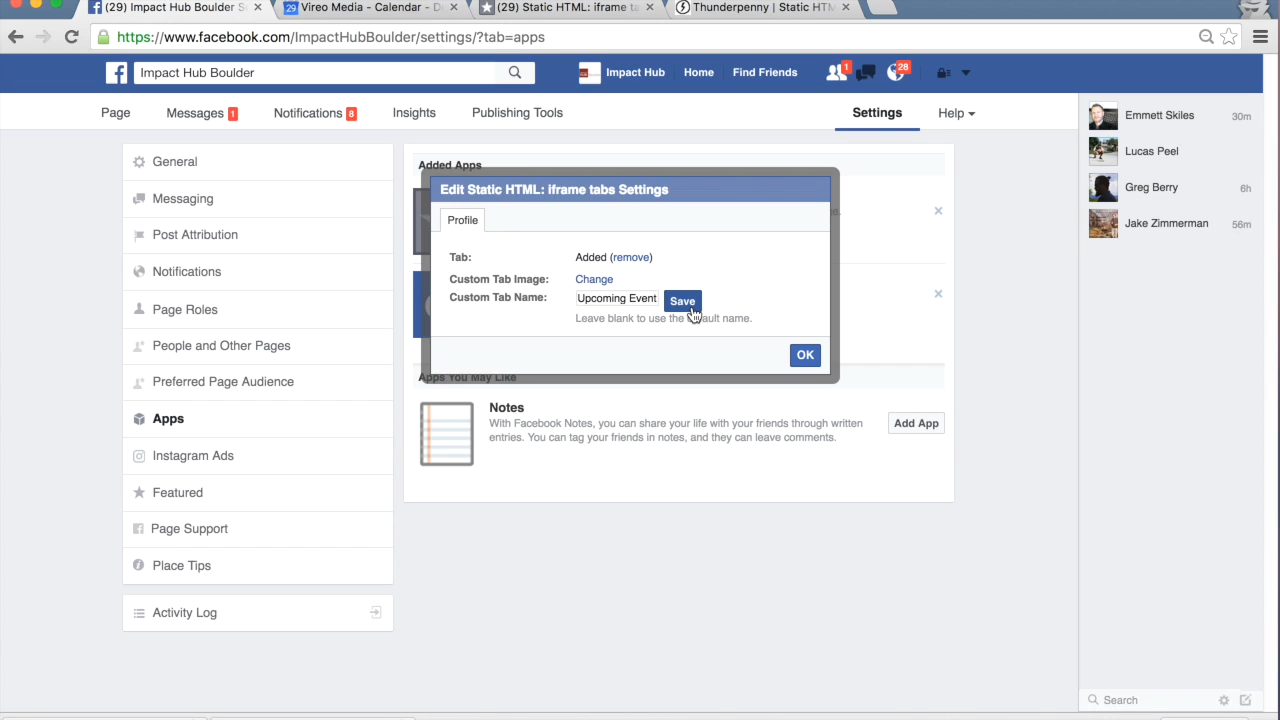 (29) Impact Hub Boulder S
Vireo Media - Calendar - D
(29) Static HTML: iframe ta
Thunderpenny | Static HTM
https://www.facebook.com/ImpactHubBoulder/settings/?tab=apps
Impact Hub Boulder
Impact Hub
Home
Find Friends
1
28
Page
Messages 1
Notifications 8
Insights
Publishing Tools
Settings
Help
General
Messaging
Post Attribution
Notifications
Page Roles
People and Other Pages
Preferred Page Audience
Apps
Instagram Ads
Featured
Page Support
Place Tips
Activity Log
Added Apps
Edit Static HTML: iframe tabs Settings
Profile
Tab: Added (remove)
Custom Tab Image: Change
Custom Tab Name: Upcoming Event Save
Leave blank to use the default name.
OK
Apps You May Like
Notes
With Facebook Notes, you can share your life with your friends through written
entries. You can tag your friends in notes, and they can leave comments.
Add App
Emmett Skiles 30m
Lucas Peel
Greg Berry 6h
Jake Zimmerman 56m
Search